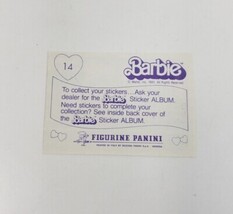 14
Barbie
To collect your stickers... Ask your
dealer for the Barbie Sticker ALBUM.
Need stickers to complete your
collection? See inside back cover of
the Barbie Sticker ALBUM.
FIGURINE PANINI